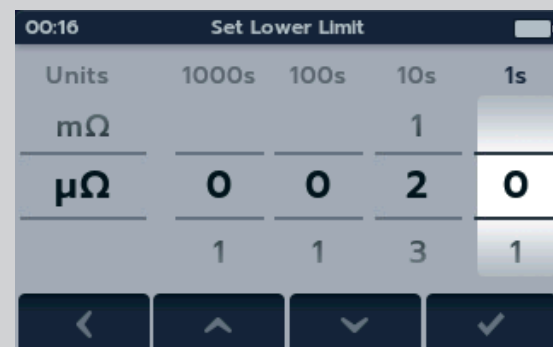 00:16 Set Lower Limit
Units 1000s 100s 10s 1s
mΩ 1
µΩ 0 0 2 0
1 1 3 1